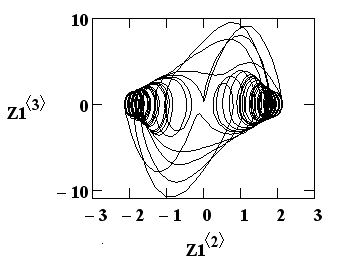 10
Z1⟨3⟩
0
− 10
− 3 − 2 − 1 0 1 2 3
Z1⟨2⟩